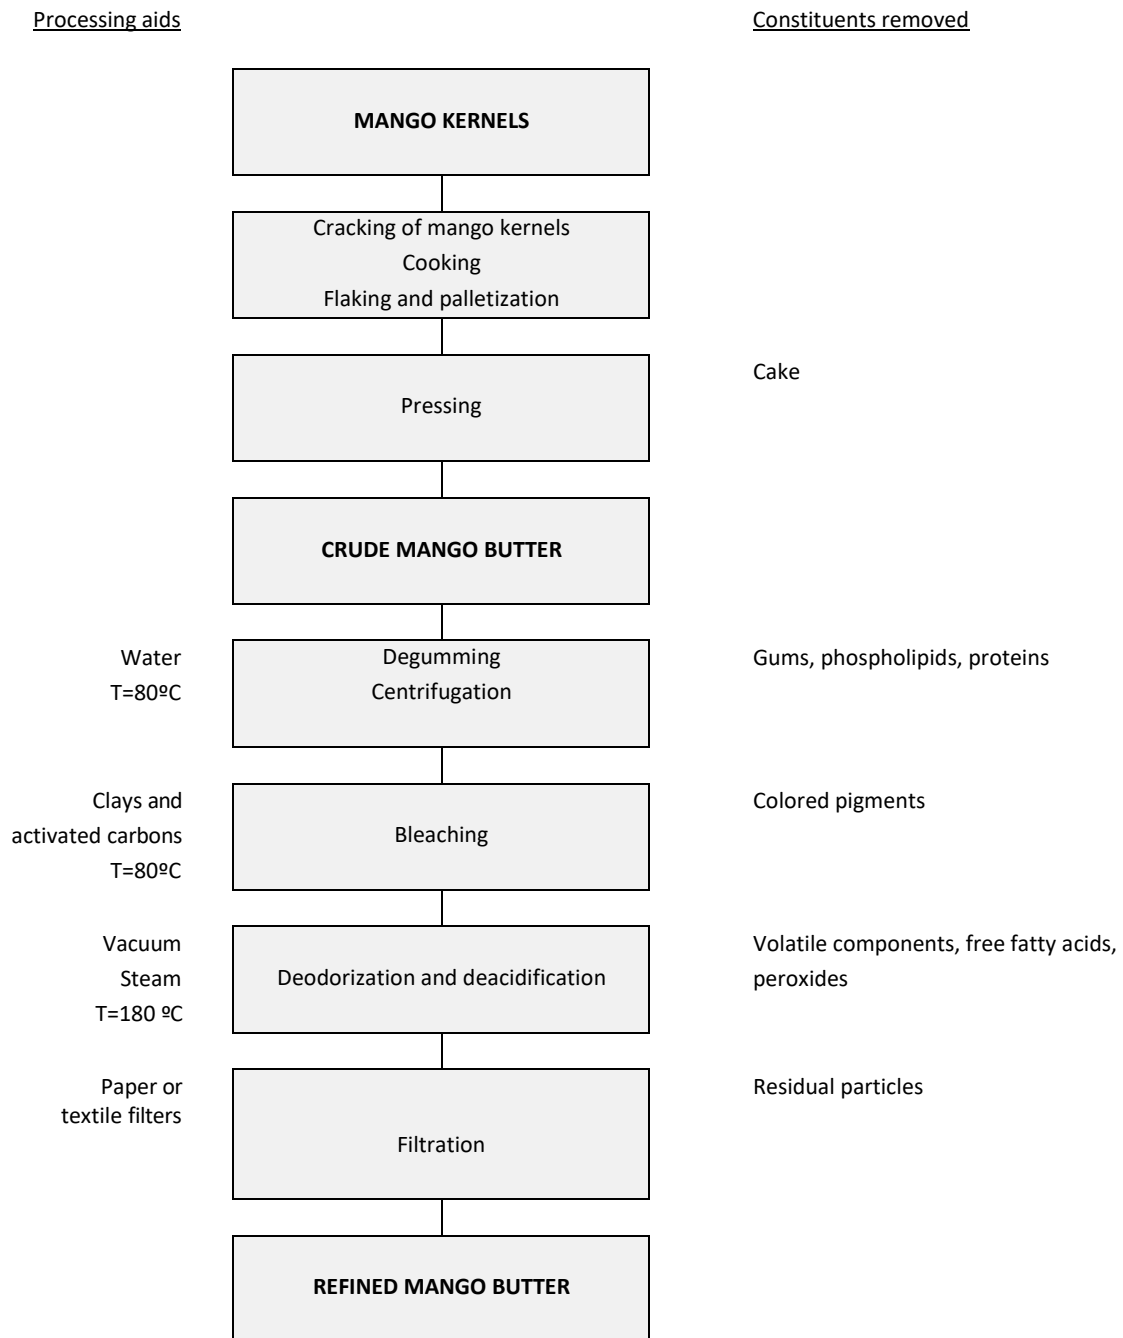 Processing aids
Constituents removed
MANGO KERNELS
Cracking of mango kernels
Cooking
Flaking and palletization
Pressing
Cake
CRUDE MANGO BUTTER
Water
T=80ºC
Degumming
Centrifugation
Gums, phospholipids, proteins
Clays and
activated carbons
T=80ºC
Bleaching
Colored pigments
Vacuum
Steam
T=180 ºC
Deodorization and deacidification
Volatile components, free fatty acids,
peroxides
Paper or
textile filters
Filtration
Residual particles
REFINED MANGO BUTTER